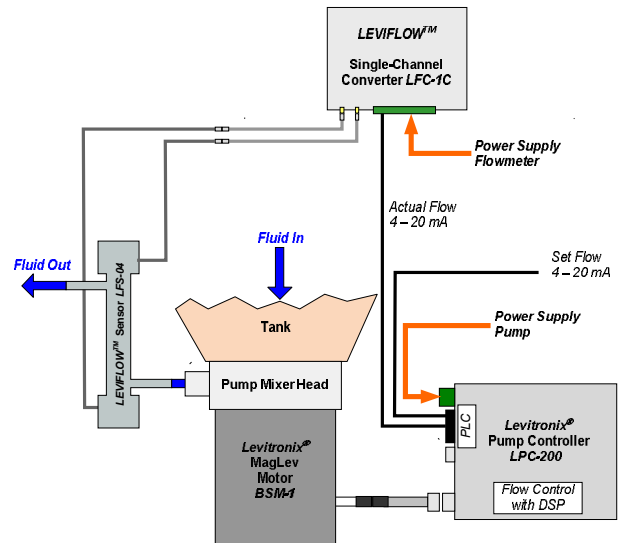 LEVIFLOW™
Single-Channel
Converter LFC-1C
Power Supply
Flowmeter
Actual Flow
4 – 20 mA
Fluid In
Set Flow
4 – 20 mA
Fluid Out
LEVIFLOW™ Sensor LFS-04
Tank
Power Supply
Pump
Pump Mixer Head
Levitronix®
MagLev
Motor
BSM-1
PLC
Levitronix®
Pump Controller
LPC-200
Flow Control
with DSP